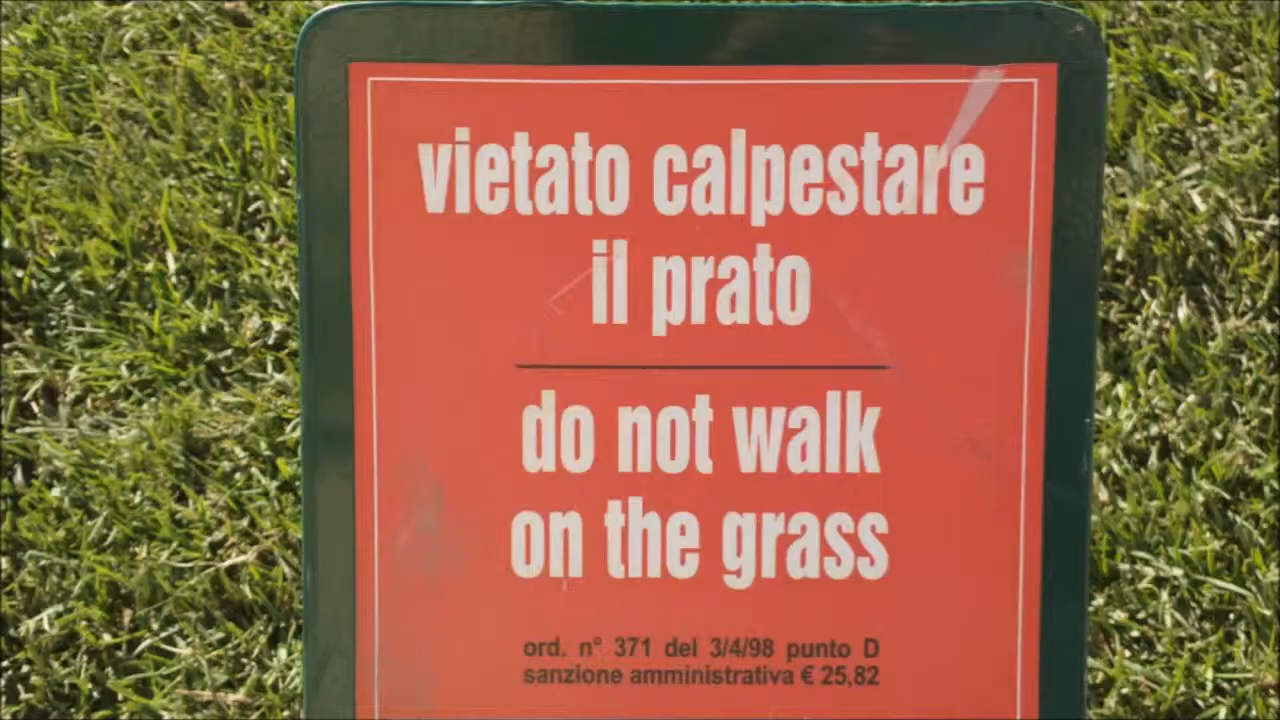 vietato calpestare
il prato
do not walk
on the grass
ord. n° 371 del 3/4/98 punto D
sanzione amministrativa € 25,82